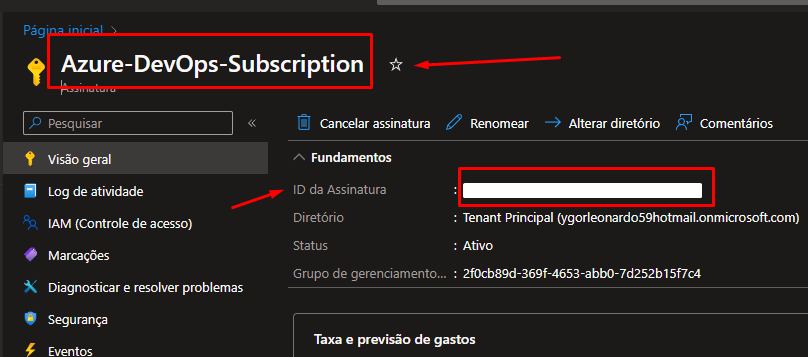 Página inicial >
Azure-DevOps-Subscription
Assinatura
Pesquisar
«
Cancelar assinatura
Renomear
Alterar diretório
Comentários
Visão geral
Log de atividade
IAM (Controle de acesso)
Marcações
Diagnosticar e resolver problemas
Segurança
Eventos
Fundamentos
ID da Assinatura :
Diretório : Tenant Principal (ygorleonardo59hotmail.onmicrosoft.com)
Status : Ativo
Grupo de gerenciamento... : 2f0cb89d-369f-4653-abb0-7d252b15f7c4
Taxa e previsão de gastos